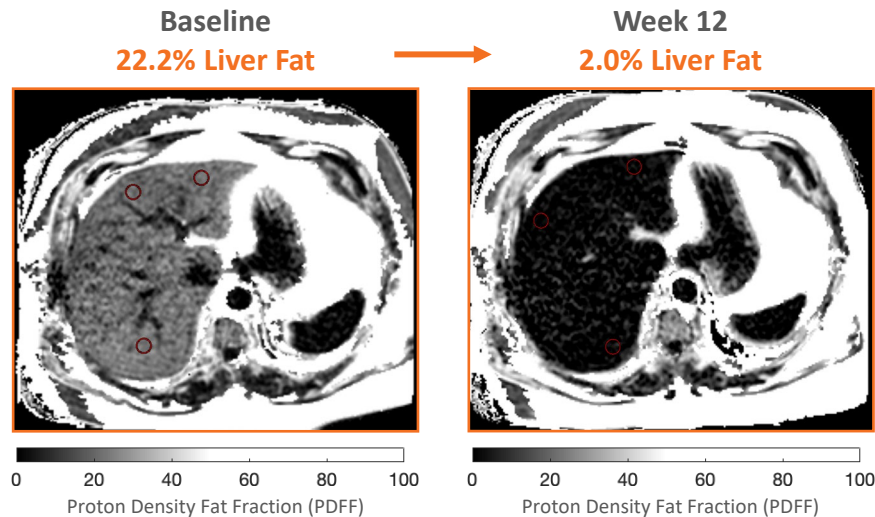 Baseline
22.2% Liver Fat
Week 12
2.0% Liver Fat
0 20 40 60 80 100
Proton Density Fat Fraction (PDFF)
0 20 40 60 80 100
Proton Density Fat Fraction (PDFF)